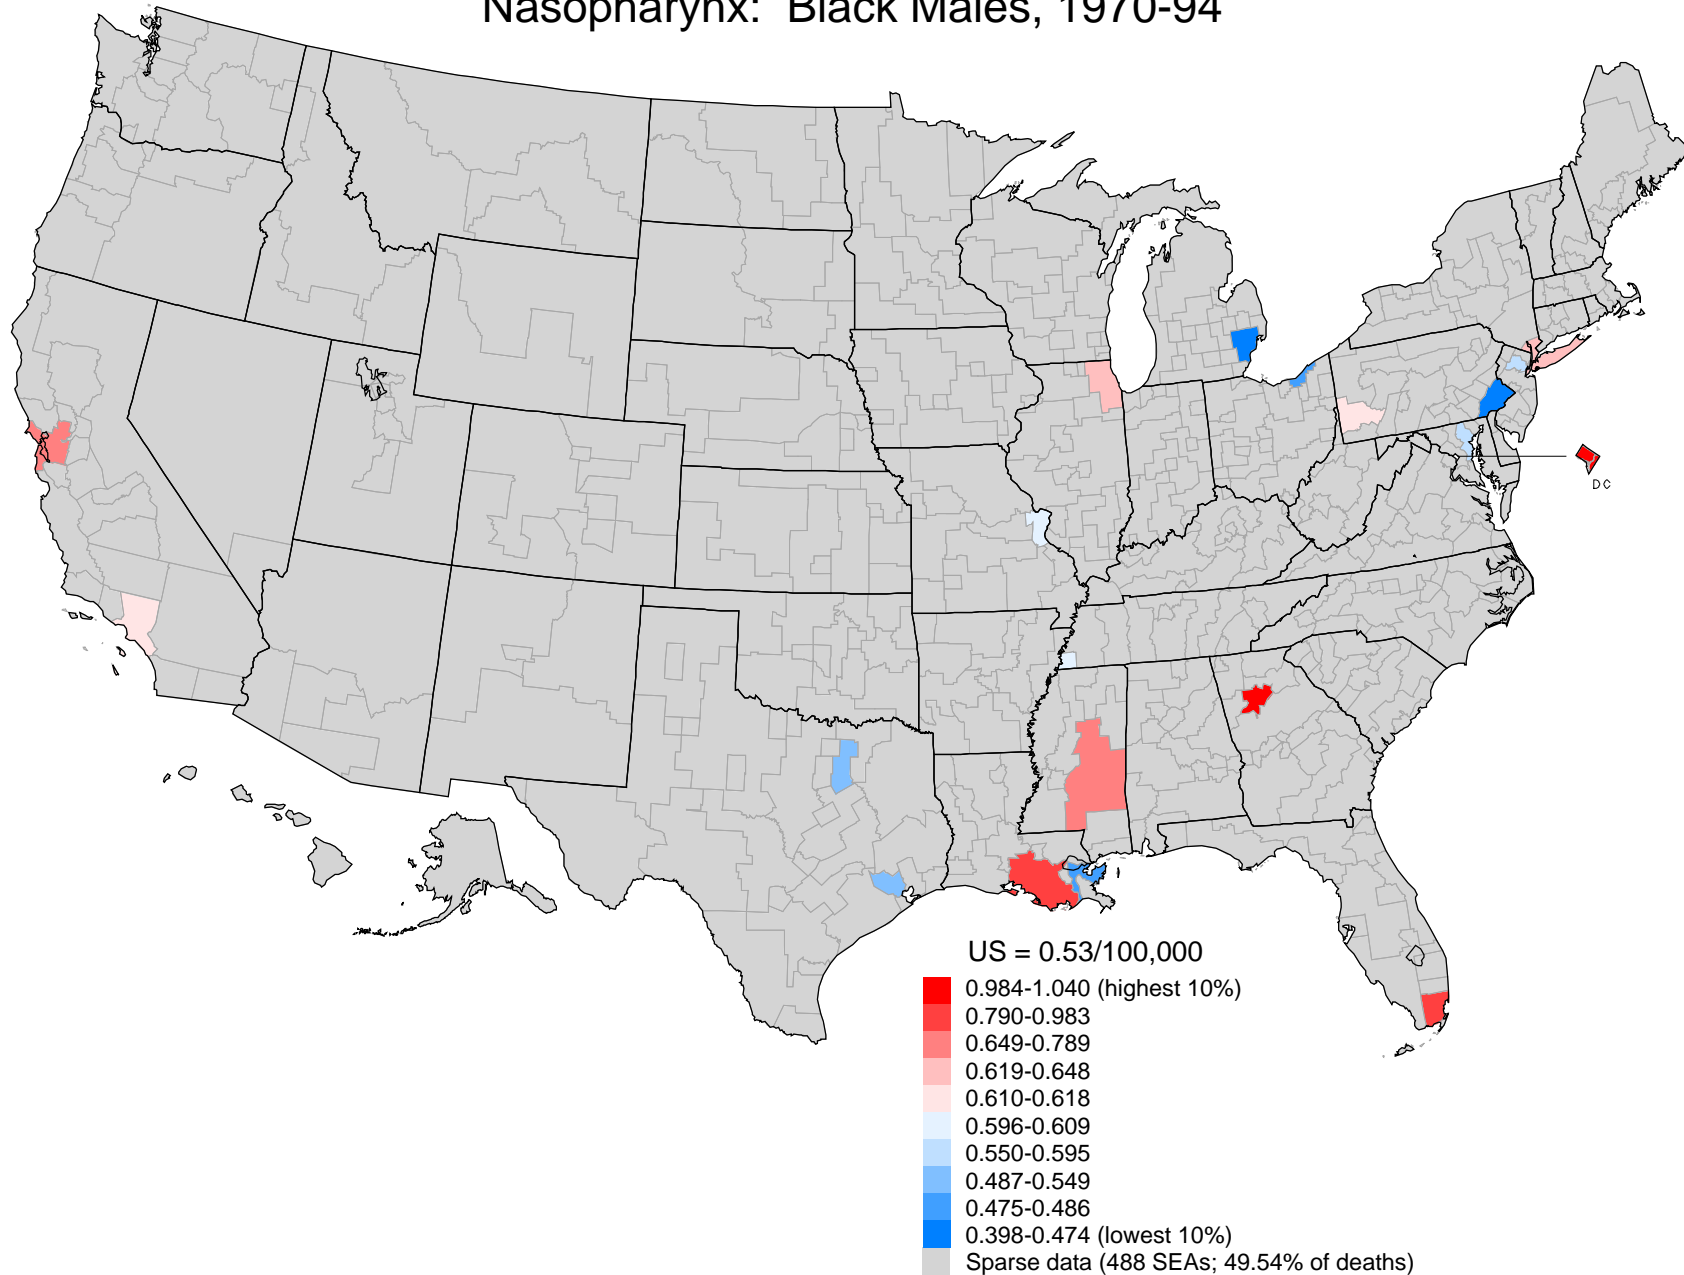 Nasopharynx: Black Males, 1970-94
DC
US = 0.53/100,000
0.984-1.040 (highest 10%)
0.790-0.983
0.649-0.789
0.619-0.648
0.610-0.618
0.596-0.609
0.550-0.595
0.487-0.549
0.475-0.486
0.398-0.474 (lowest 10%)
Sparse data (488 SEAs; 49.54% of deaths)